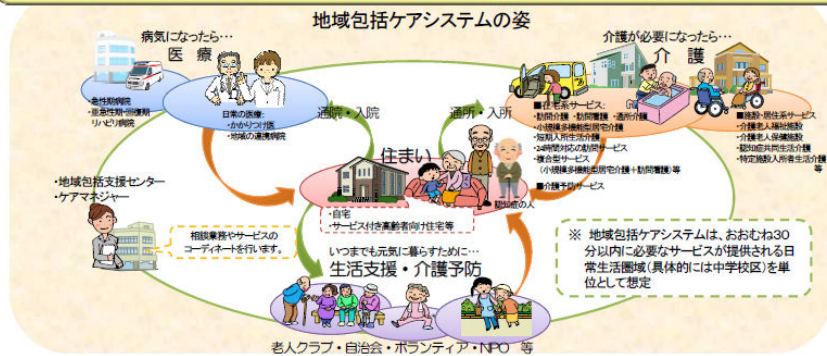 地域包括ケアシステムの姿
病気になったら…
医 療
・急性期病院
・亜急性期・回復期
リハビリ病院
日常の医療:
・かかりつけ医
・地域の連携病院
通院・入院
通所・入所
介護が必要になったら…
介 護
■在宅系サービス:
・訪問介護 ・訪問看護 ・通所介護
・小規模多機能型居宅介護
・短期入所生活介護
・24時間対応の訪問サービス
・複合型サービス
(小規模多機能型居宅介護+訪問看護)等
■介護予防サービス
■施設・居住系サービス
・介護老人福祉施設
・介護老人保健施設
・認知症共同生活介護
・特定施設入所者生活介護
等
住まい
認知症の人
・自宅
・サービス付き高齢者向け住宅等
・地域包括支援センター
・ケアマネジャー
相談業務やサービスの
コーディネートを行います。
いつまでも元気に暮らすために…
生活支援・介護予防
老人クラブ・自治会・ボランティア・NPO 等
※ 地域包括ケアシステムは、おおむね30
分以内に必要なサービスが提供される日
常生活圏域(具体的には中学校区)を単
位として想定